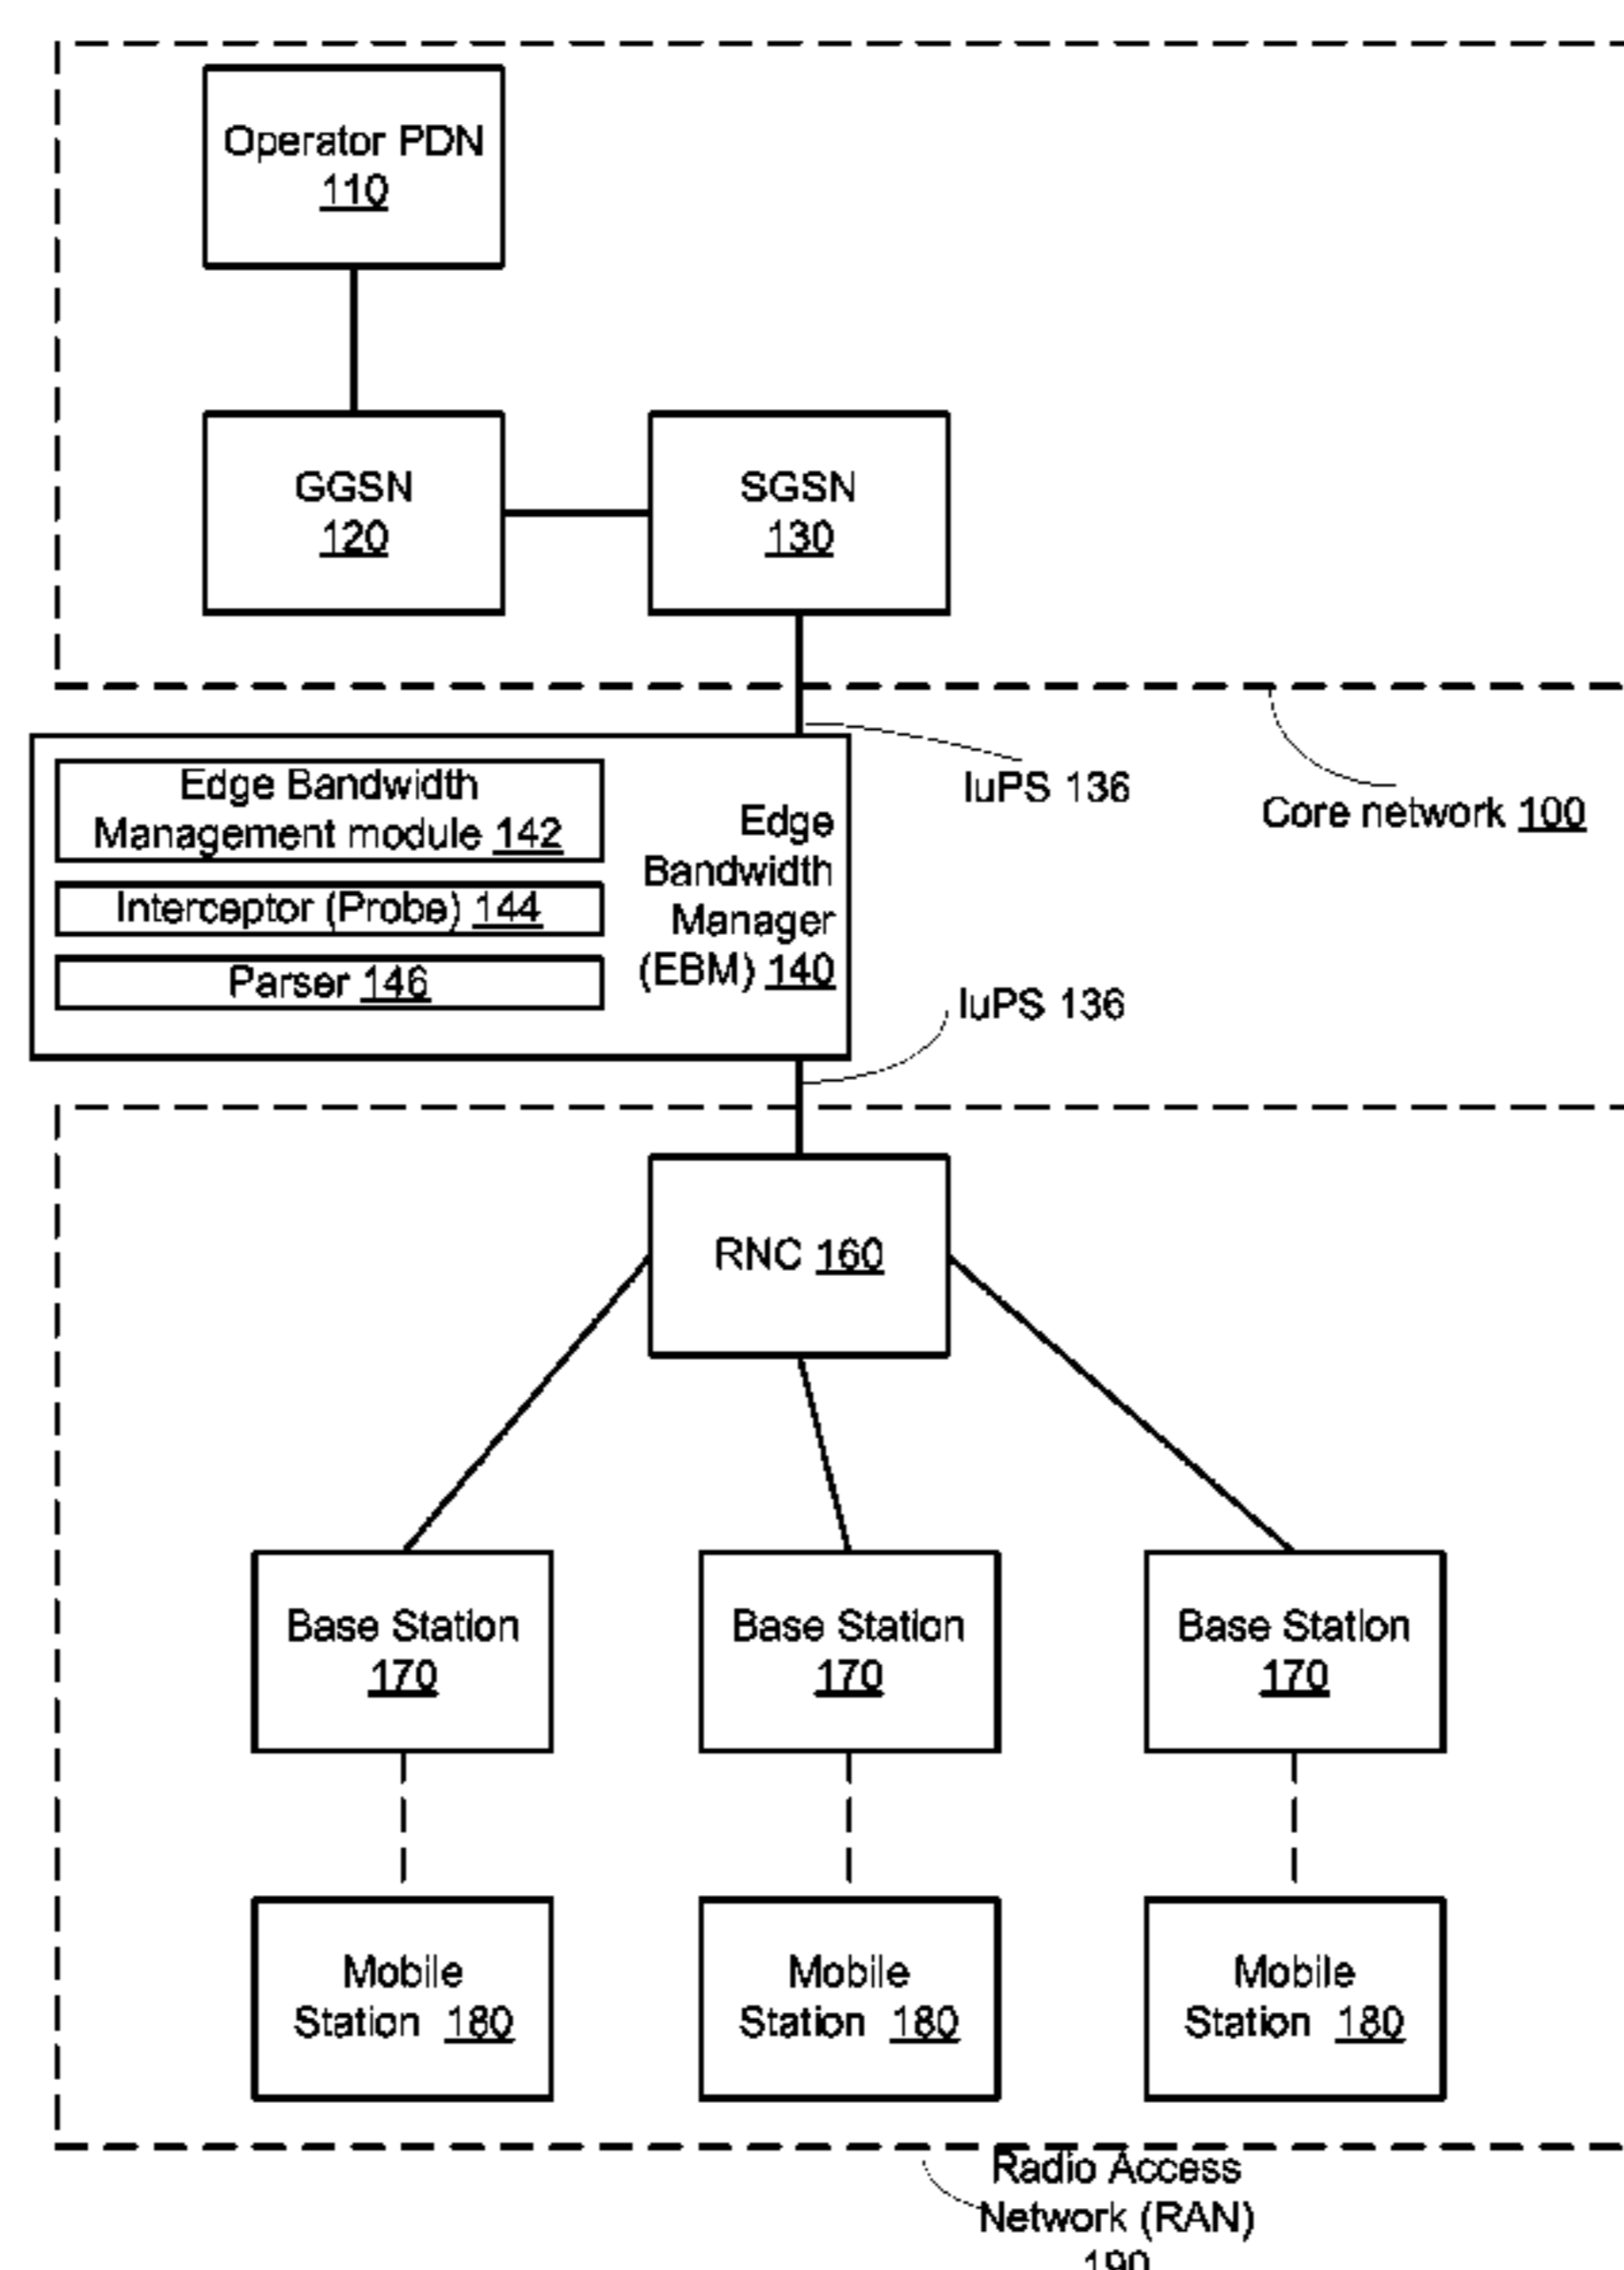 Operator PDN
110
GGSN
120
SGSN
130
IuPS 136
Core network 100
Edge Bandwidth
Management module 142
Interceptor (Probe) 144
Parser 146
Edge
Bandwidth
Manager
(EBM) 140
IuPS 136
RNC 160
Base Station
170
Base Station
170
Base Station
170
Mobile
Station 180
Mobile
Station 180
Mobile
Station 180
Radio Access
Network (RAN)
190